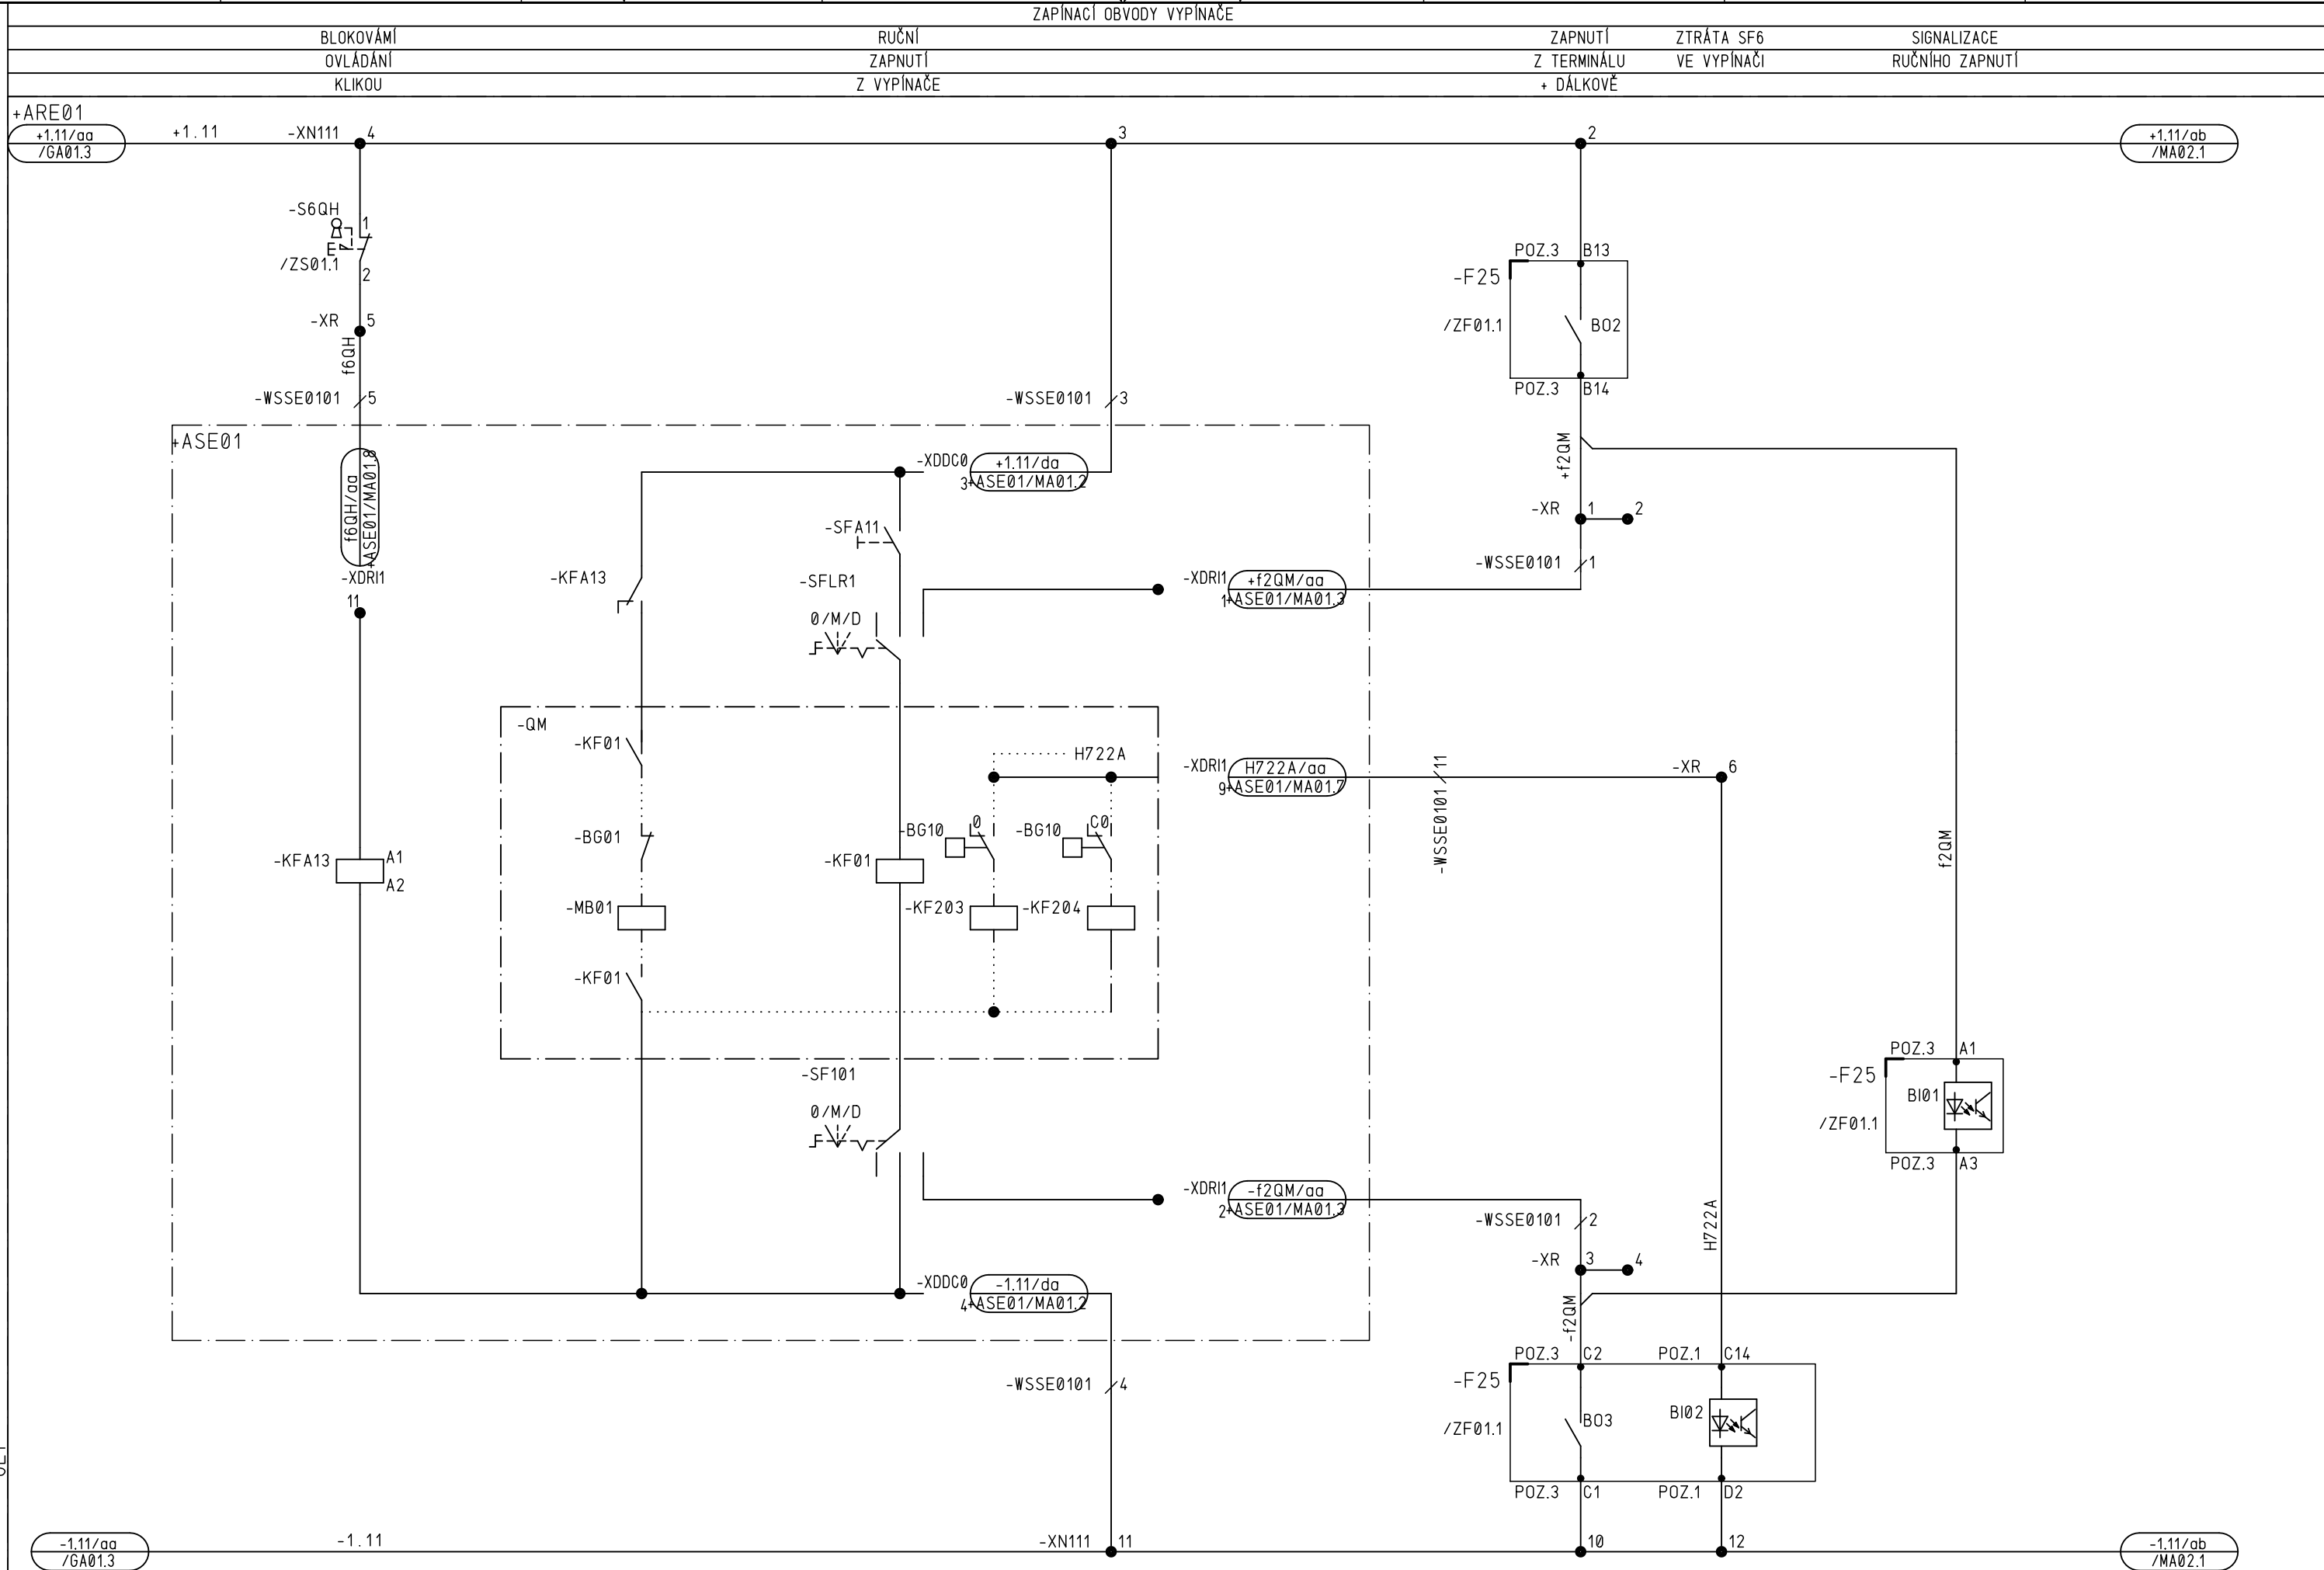 ZAPÍNACÍ OBVODY VYPÍNAČE
BLOKOVÁMÍ
RUČNÍ
ZAPNUTÍ
ZTRÁTA SF6
SIGNALIZACE
OVLÁDÁNÍ
ZAPNUTÍ
Z TERMINÁLU
VE VYPÍNAČI
RUČNÍHO ZAPNUTÍ
KLIKOU
Z VYPÍNAČE
+ DÁLKOVĚ
+ARE01
+1.11/aa
/GA01.3
+1.11
-XN111
4
3
2
+1.11/ab
/MA02.1
-S6QH
1
/ZS01.1
2
POZ.3
B13
-F25
/ZF01.1
BO2
POZ.3
B14
-XR
5
f6QH
-WSSE0101
5
-WSSE0101
3
+ASE01
f6QH/aa
+ASE01/MA01.8
-XDRI1
11
-XDDC0
+1.11/da
3+ASE01/MA01.2
+f2QM
-XR
1
2
-SFA11
-KFA13
-SFLR1
0/M/D
-XDRI1
+f2QM/aa
1+ASE01/MA01.3
-WSSE0101
1
-QM
-KF01
H722A
-XDRI1
H722A/aa
9+ASE01/MA01.7
-WSSE0101
11
-XR
6
-BG01
-BG10
0
-BG10
C0
f2QM
-KFA13
A1
A2
-KF01
-MB01
-KF203
-KF204
-KF01
-SF101
0/M/D
POZ.3
A1
-F25
BI01
/ZF01.1
POZ.3
A3
-XDRI1
-f2QM/aa
2+ASE01/MA01.3
-WSSE0101
2
H722A
-XR
3
4
-XDDC0
-1.11/da
4+ASE01/MA01.2
-f2QM
-WSSE0101
4
POZ.3
C2
POZ.1
C14
-F25
/ZF01.1
BO3
BI02
POZ.3
C1
POZ.1
D2
-1.11/aa
/GA01.3
-1.11
-XN111
11
10
12
-1.11/ab
/MA02.1